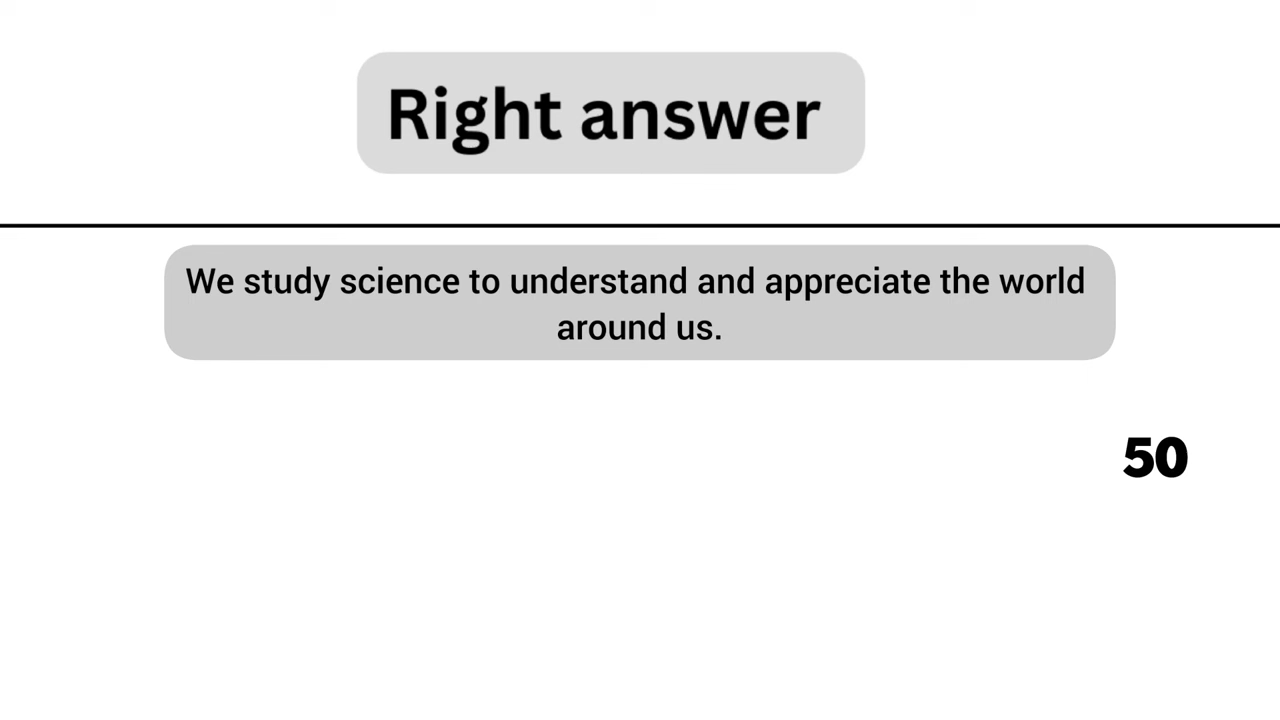 Right answer
We study science to understand and appreciate the world
around us.
50